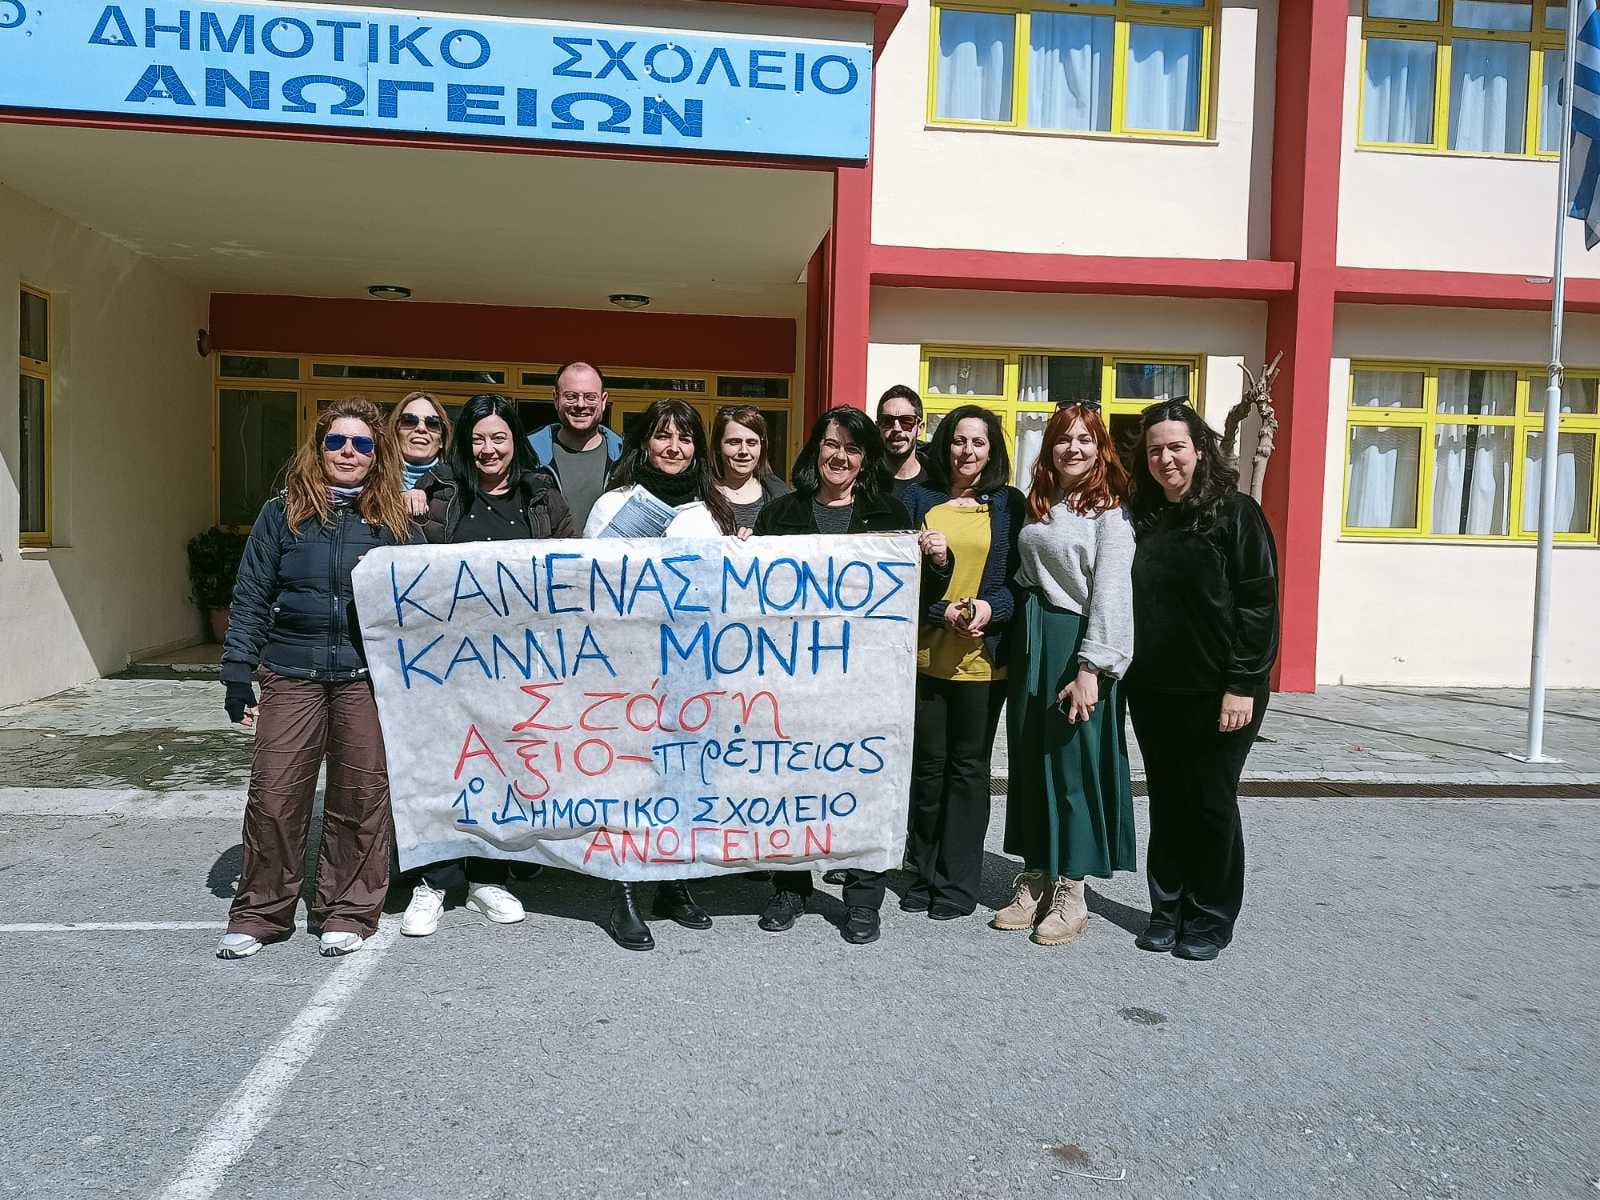 ΔΗΜΟΤΙΚΟ ΣΧΟΛΕΙΟ
ΑΝΩΓΕΙΩΝ
ΚΑΝΕΝΑΣ ΜΟΝΟΣ
ΚΑΜΙΑ ΜΟΝΗ
Στάση
Αξιο-πρέπειας
1ο ΔΗΜΟΤΙΚΟ ΣΧΟΛΕΙΟ
ΑΝΩΓΕΙΩΝ